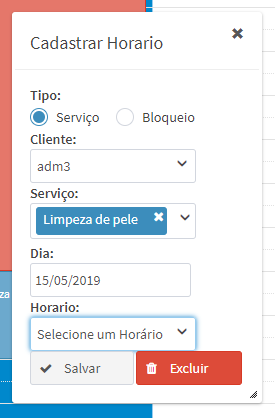 Cadastrar Horario
Tipo:
Serviço Bloqueio
Cliente:
adm3
Serviço:
Limpeza de pele
Dia:
15/05/2019
Horario:
Selecione um Horário
Salvar Excluir
za